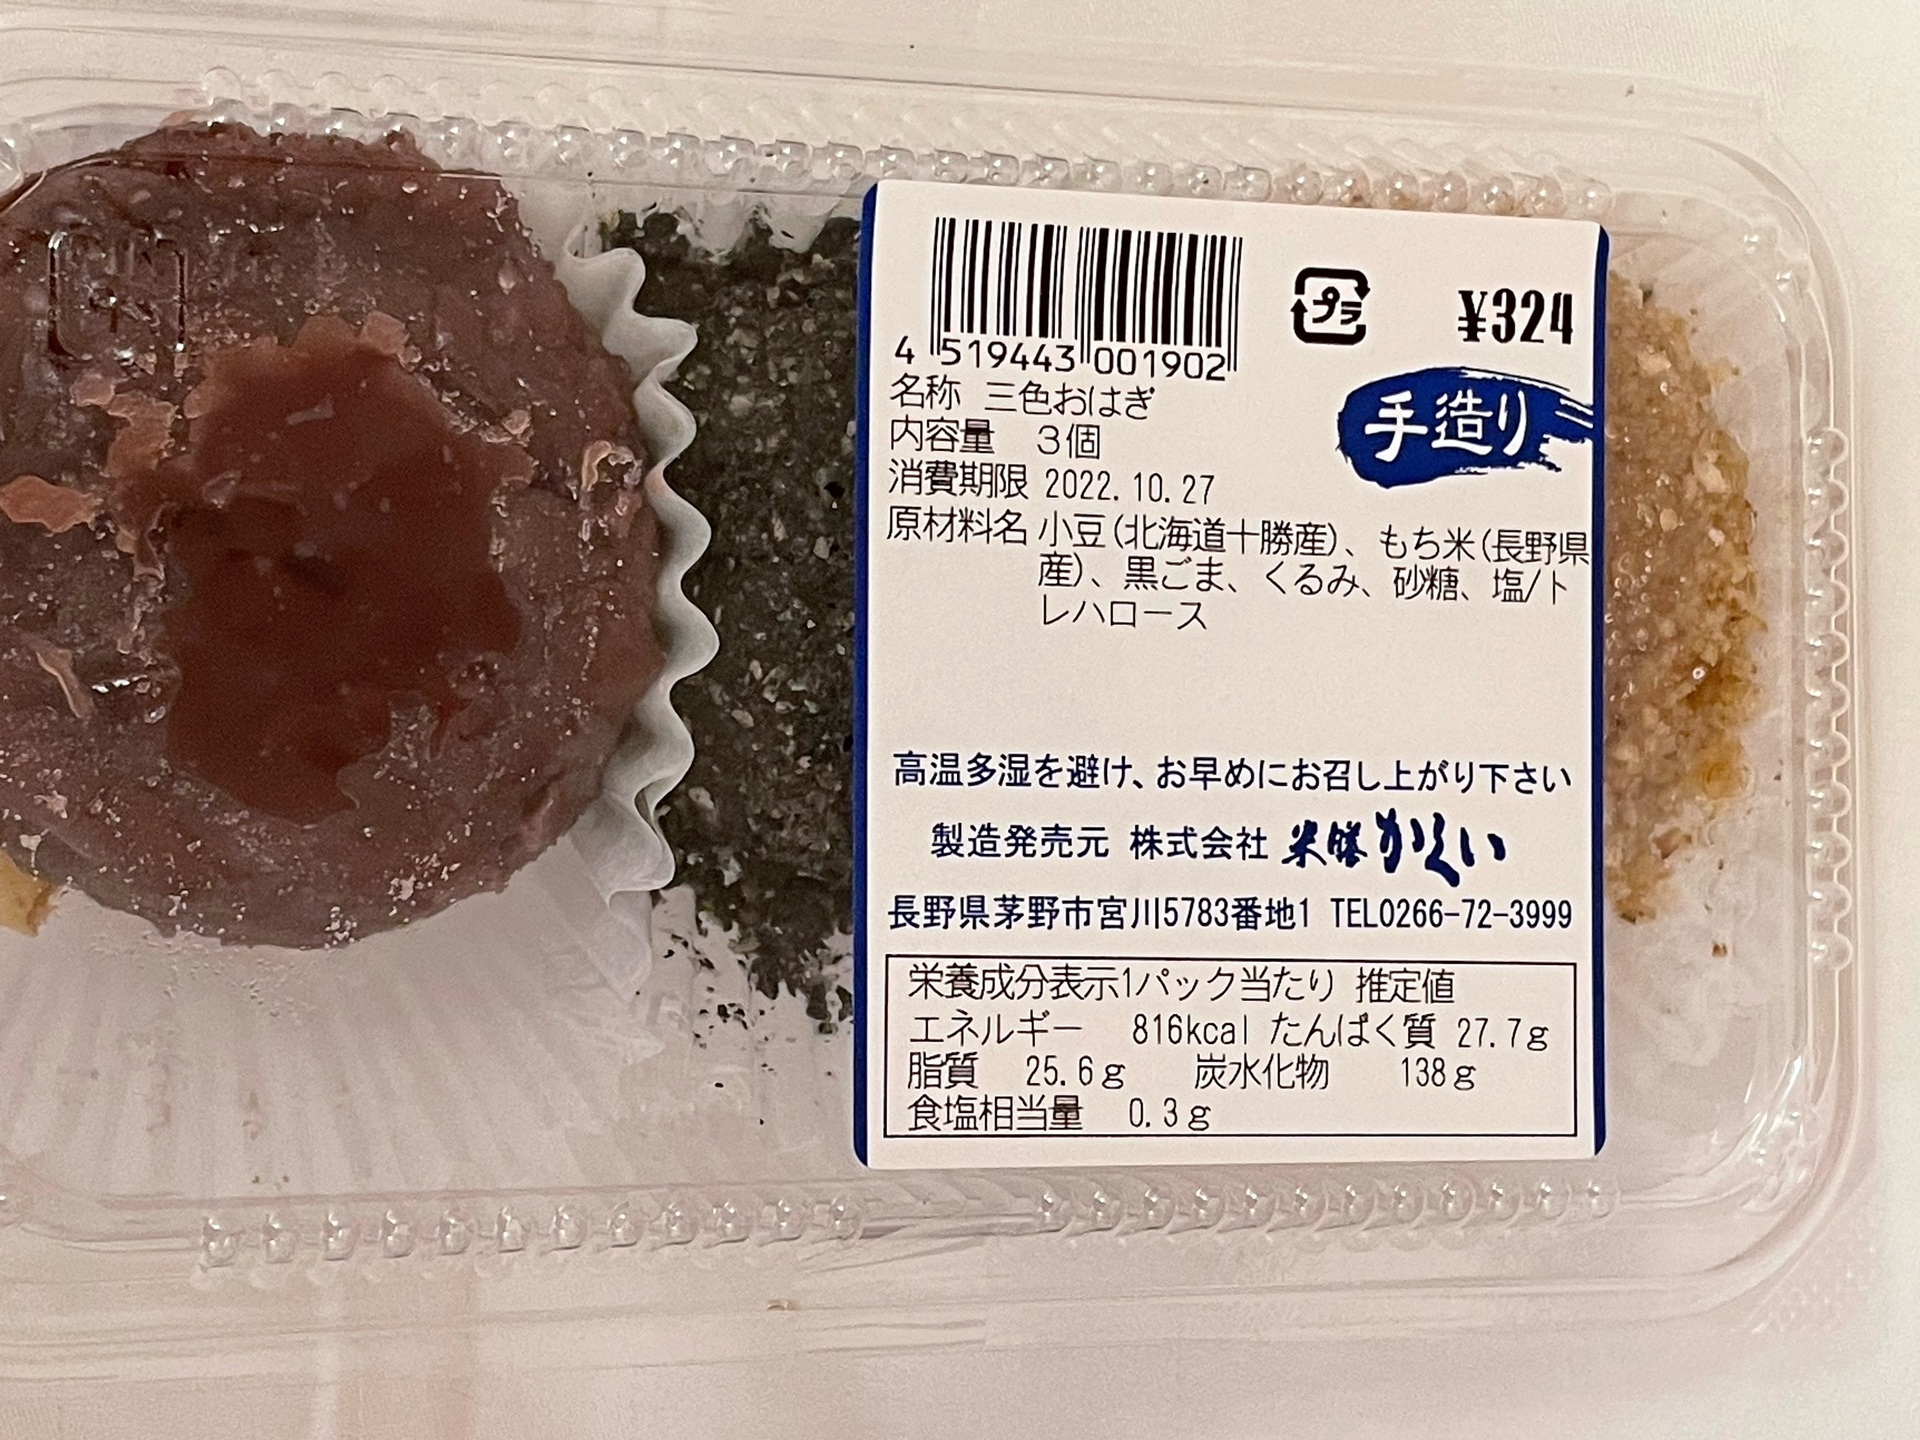 4 519443 001902
プラ
¥324
名称 三色おはぎ
手造り
内容量 3個
消費期限 2022.10.27
原材料名 小豆(北海道十勝産)、もち米(長野県
産)、黒ごま、くるみ、砂糖、塩/ト
レハロース
高温多湿を避け、お早めにお召し上がり下さい
製造発売元 株式会社
長野県茅野市宮川5783番地1 TEL0266-72-3999
栄養成分表示1パック当たり 推定値
エネルギー 816kcal たんぱく質 27.7g
脂質 25.6g 炭水化物 138g
食塩相当量 0.3g